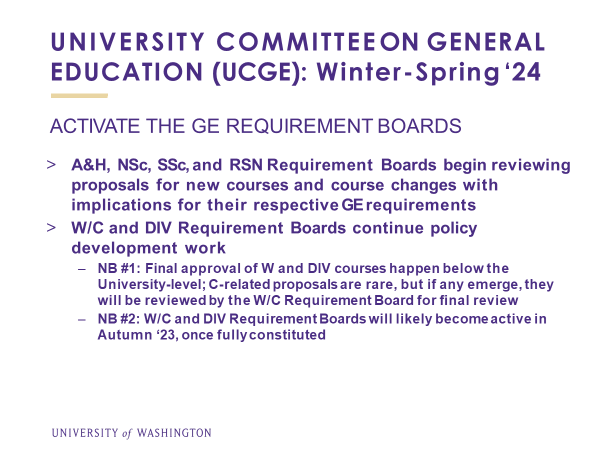 UNIVERSITY COMMITTEE ON GENERAL
EDUCATION (UCGE): Winter-Spring ‘24
ACTIVATE THE GE REQUIREMENT BOARDS
> A&H, NSc, SSc, and RSN Requirement Boards begin reviewing
proposals for new courses and course changes with
implications for their respective GE requirements
> W/C and DIV Requirement Boards continue policy
development work
– NB #1: Final approval of W and DIV courses happen below the
University-level; C-related proposals are rare, but if any emerge, they
will be reviewed by the W/C Requirement Board for final review
– NB #2: W/C and DIV Requirement Boards will likely become active in
Autumn ‘23, once fully constituted
UNIVERSITY of WASHINGTON